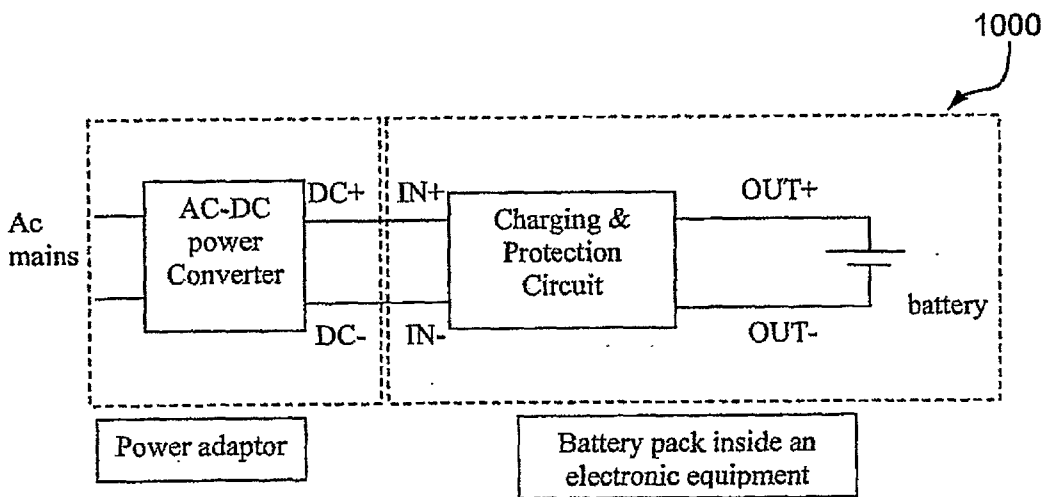 1000
Ac
mains
AC-DC
power
Converter
DC+
IN+
DC-
IN-
Charging &
Protection
Circuit
OUT+
OUT-
battery
Power adaptor
Battery pack inside an
electronic equipment